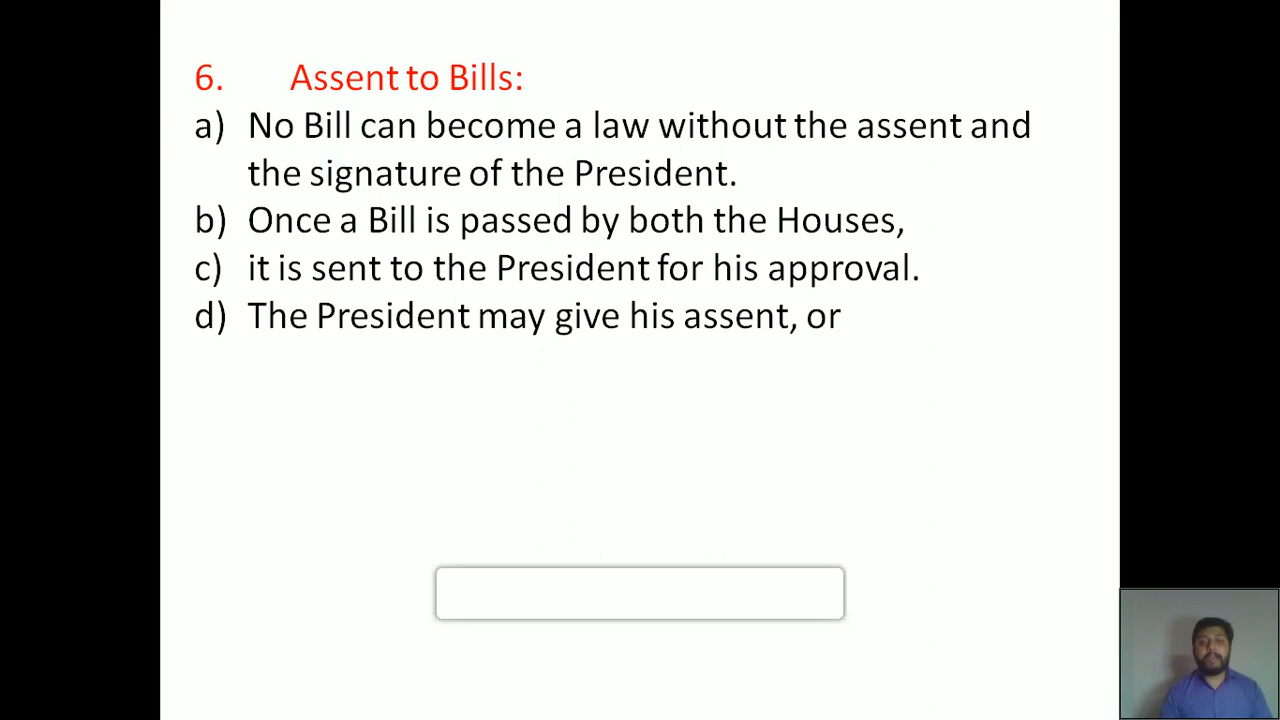 6. Assent to Bills:
a) No Bill can become a law without the assent and
the signature of the President.
b) Once a Bill is passed by both the Houses,
c) it is sent to the President for his approval.
d) The President may give his assent, or